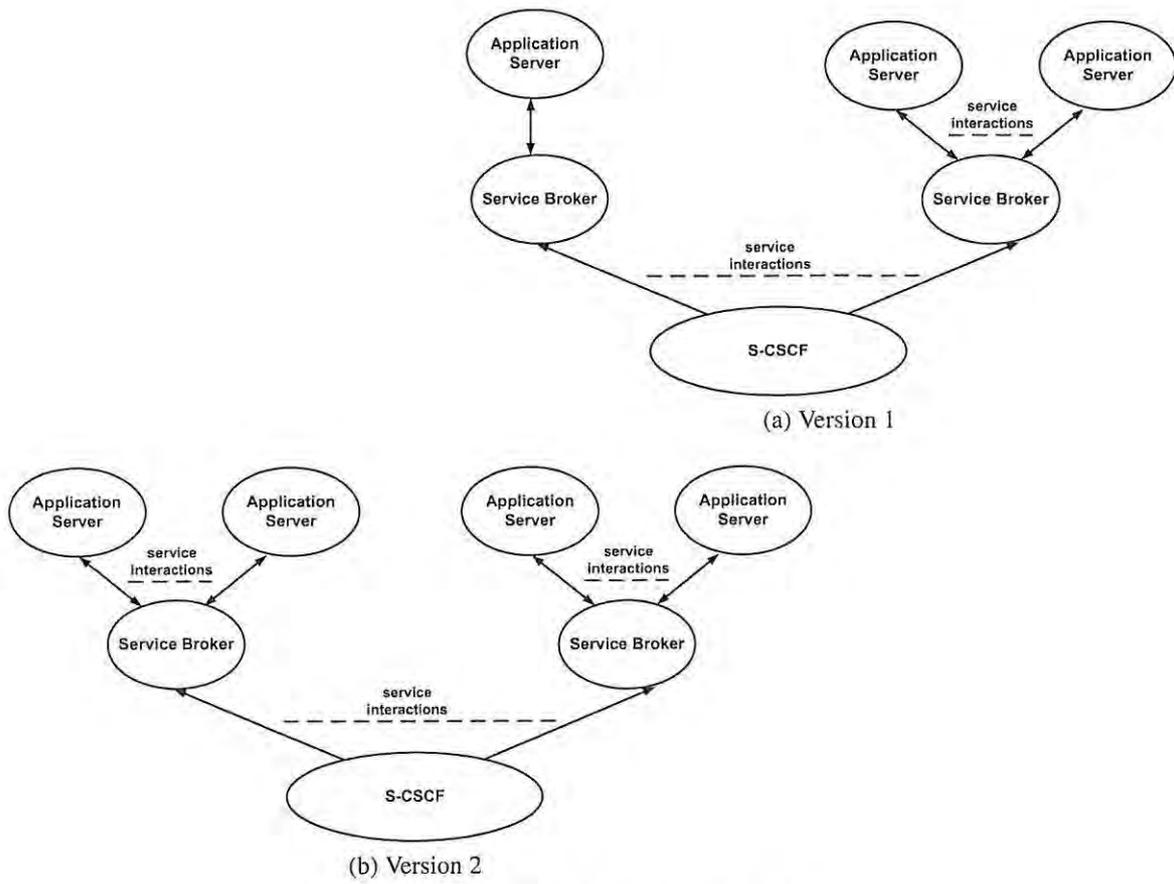 Application
Server
Application
Server
Application
Server
service
interactions
Service Broker
Service Broker
service
interactions
S-CSCF
(a) Version 1
Application
Server
Application
Server
Application
Server
Application
Server
service
interactions
service
interactions
Service Broker
Service Broker
service
interactions
S-CSCF
(b) Version 2